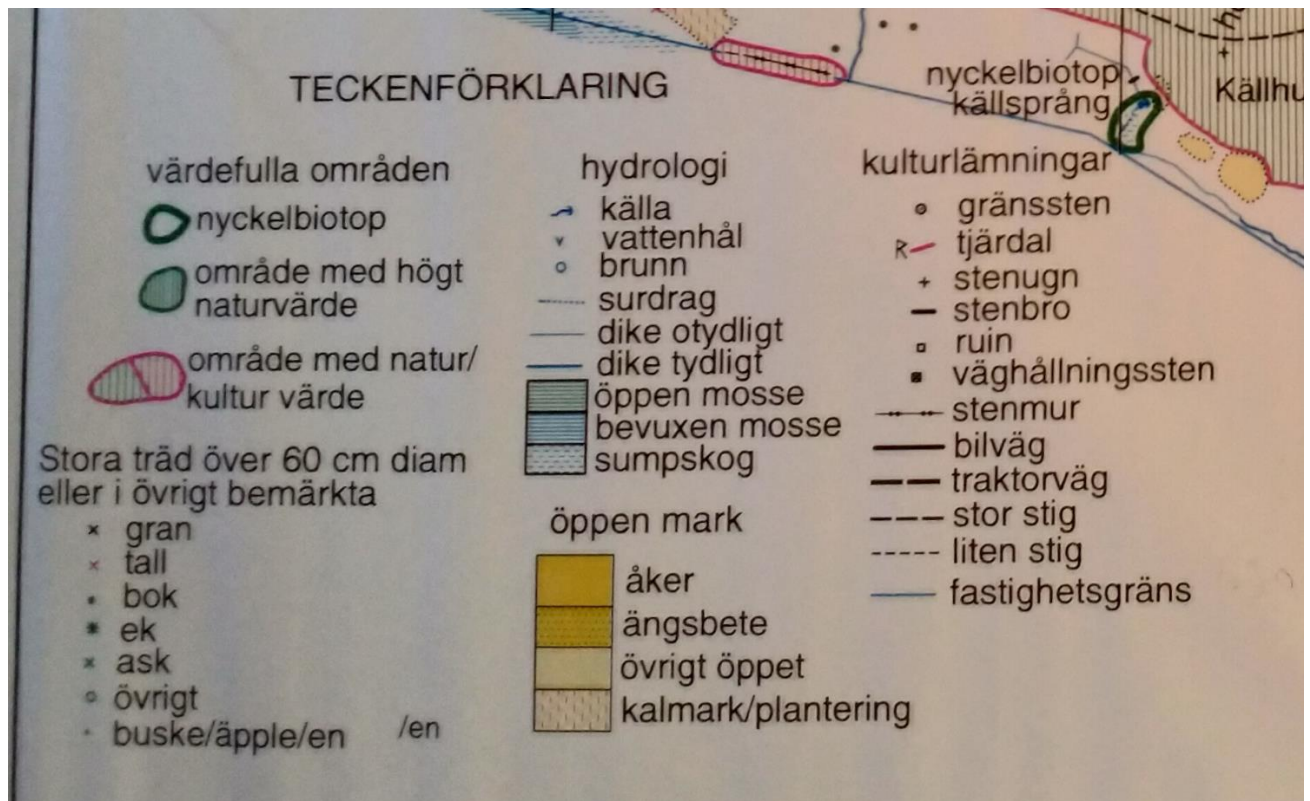 TECKENFÖRKLARING
nyckelbiotop
källsprång
värdefulla områden
nyckelbiotop
område med högt
naturvärde
område med natur/
kultur värde
Stora träd över 60 cm diam
eller i övrigt bemärkta
gran
tall
bok
ek
ask
övrigt
buske/äpple/en /en
hydrologi
källa
vattenhål
brunn
surdrag
dike otydligt
dike tydligt
öppen mosse
bevuxen mosse
sumpskog
öppen mark
åker
ängsbete
övrigt öppet
kalmark/plantering
kulturlämningar
gränssten
R tjärdal
stenugn
stenbro
ruin
väghållningssten
stenmur
bilväg
traktorväg
stor stig
liten stig
fastighetsgräns